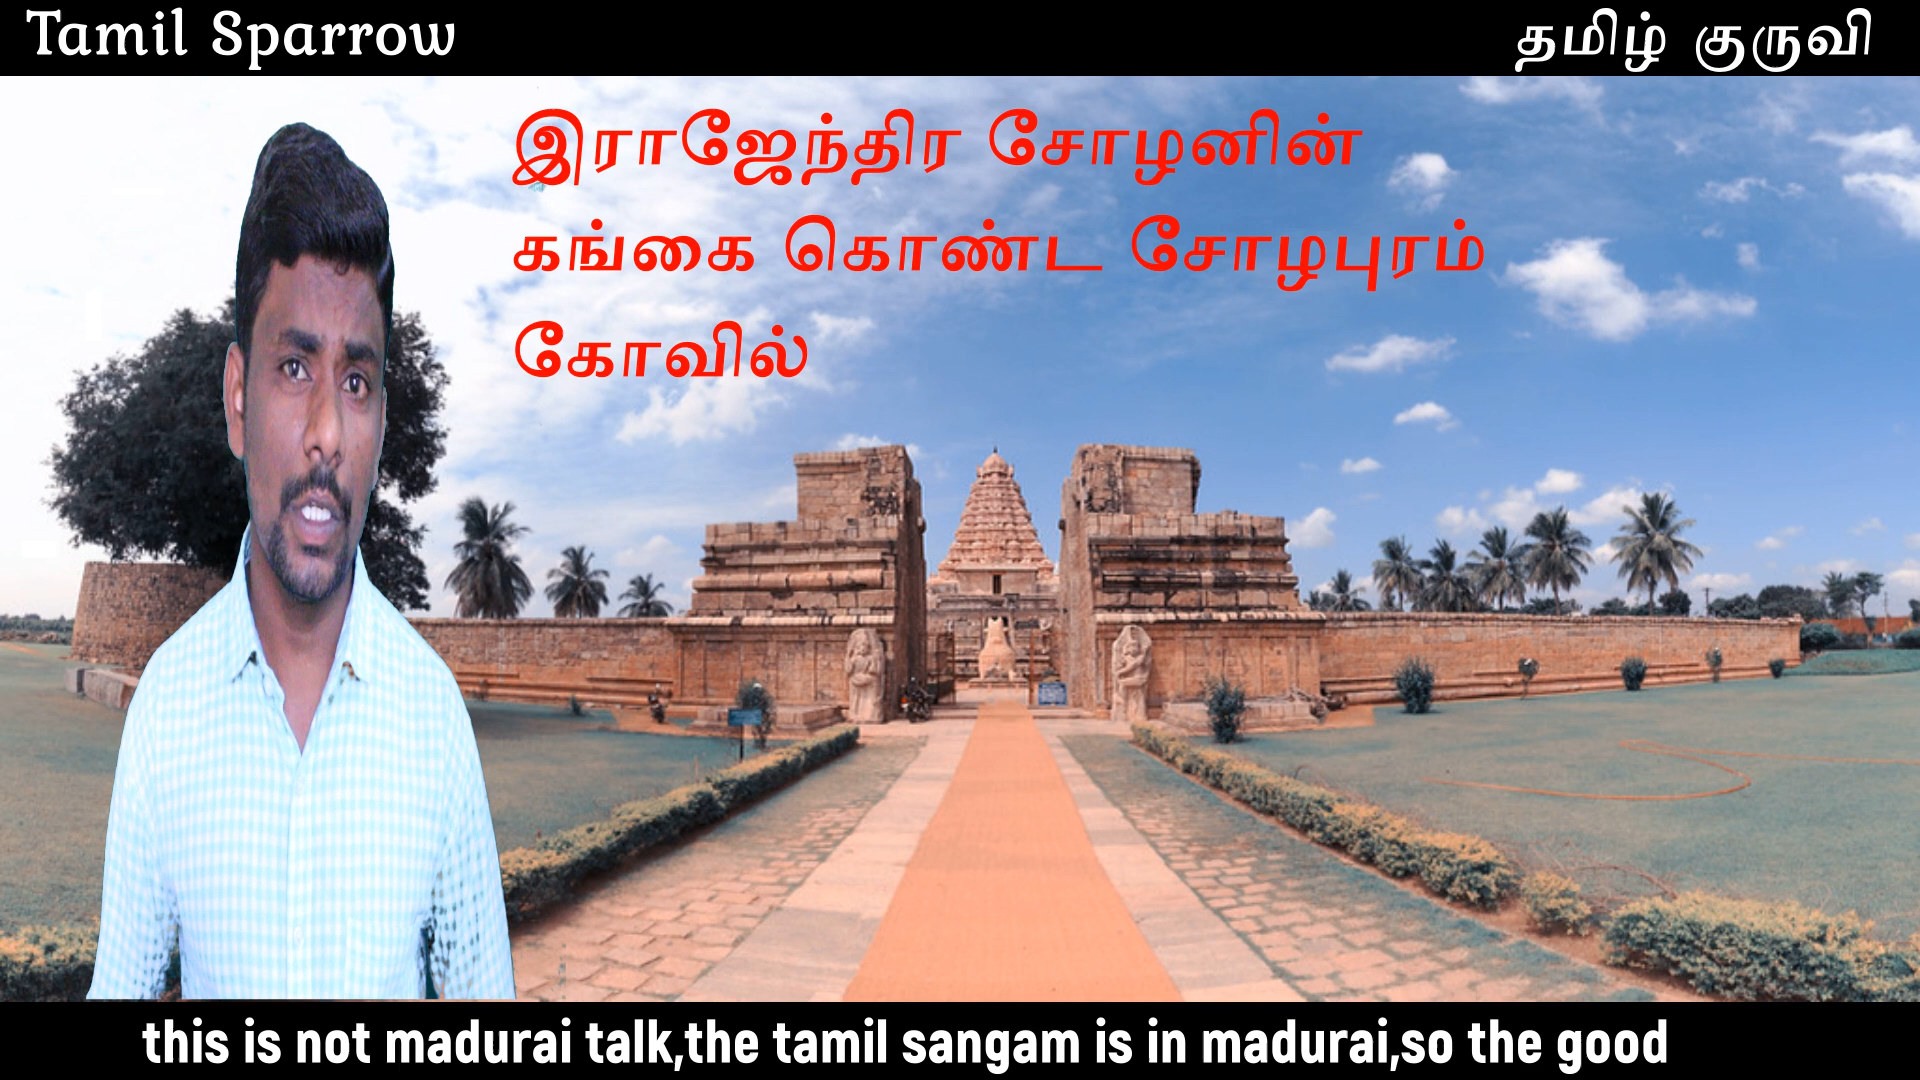 Tamil Sparrow
தமிழ் குருவி
இராஜேந்திர சோழனின்
கங்கை கொண்ட சோழபுரம்
கோவில்
this is not madurai talk,the tamil sangam is in madurai,so the good